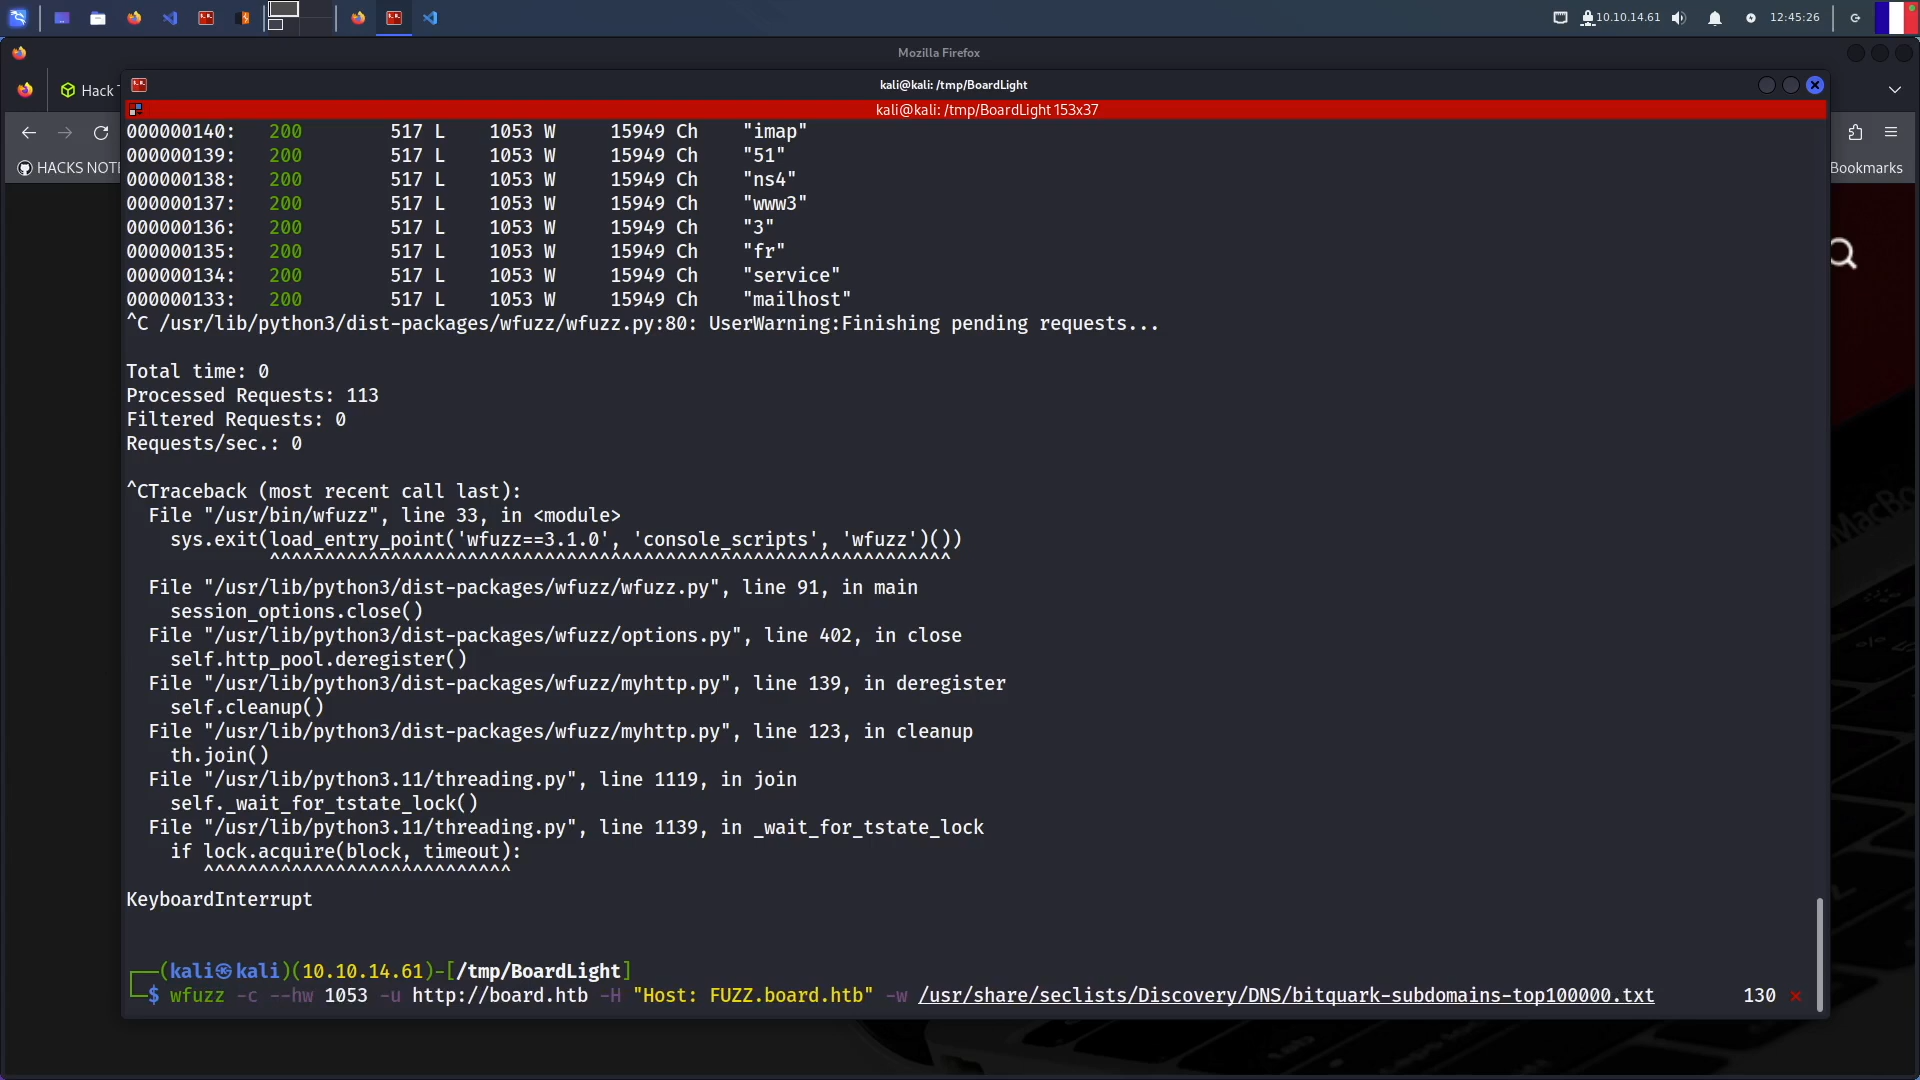 10.10.14.61
12:45:26
Mozilla Firefox
Hack T
kali@kali: /tmp/BoardLight
kali@kali: /tmp/BoardLight 153x37
HACKS NOTE
Bookmarks
000000140:   200        517 L    1053 W     15949 Ch    "imap"
000000139:   200        517 L    1053 W     15949 Ch    "51"
000000138:   200        517 L    1053 W     15949 Ch    "ns4"
000000137:   200        517 L    1053 W     15949 Ch    "www3"
000000136:   200        517 L    1053 W     15949 Ch    "3"
000000135:   200        517 L    1053 W     15949 Ch    "fr"
000000134:   200        517 L    1053 W     15949 Ch    "service"
000000133:   200        517 L    1053 W     15949 Ch    "mailhost"
^C /usr/lib/python3/dist-packages/wfuzz/wfuzz.py:80: UserWarning:Finishing pending requests...
Total time: 0
Processed Requests: 113
Filtered Requests: 0
Requests/sec.: 0
^CTraceback (most recent call last):
  File "/usr/bin/wfuzz", line 33, in <module>
    sys.exit(load_entry_point('wfuzz==3.1.0', 'console_scripts', 'wfuzz')())
             ^^^^^^^^^^^^^^^^^^^^^^^^^^^^^^^^^^^^^^^^^^^^^^^^^^^^^^^^^^^^^^
  File "/usr/lib/python3/dist-packages/wfuzz/wfuzz.py", line 91, in main
    session_options.close()
  File "/usr/lib/python3/dist-packages/wfuzz/options.py", line 402, in close
    self.http_pool.deregister()
  File "/usr/lib/python3/dist-packages/wfuzz/myhttp.py", line 139, in deregister
    self.cleanup()
  File "/usr/lib/python3/dist-packages/wfuzz/myhttp.py", line 123, in cleanup
    th.join()
  File "/usr/lib/python3.11/threading.py", line 1119, in join
    self._wait_for_tstate_lock()
  File "/usr/lib/python3.11/threading.py", line 1139, in _wait_for_tstate_lock
    if lock.acquire(block, timeout):
       ^^^^^^^^^^^^^^^^^^^^^^^^^^^^
KeyboardInterrupt
┌──(kali㉿kali)(10.10.14.61)-[/tmp/BoardLight]
└─$ wfuzz -c --hw 1053 -u http://board.htb -H "Host: FUZZ.board.htb" -w /usr/share/seclists/Discovery/DNS/bitquark-subdomains-top100000.txt        130 ⨯